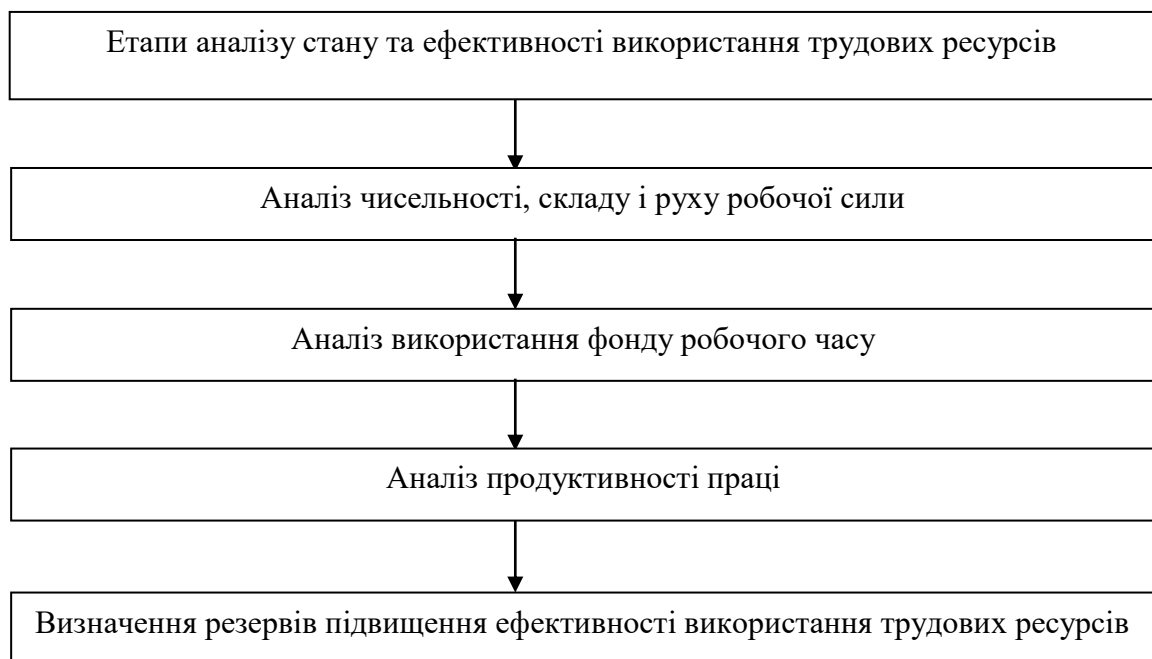 Етапи аналізу стану та ефективності використання трудових ресурсів
Аналіз чисельності, складу і руху робочої сили
Аналіз використання фонду робочого часу
Аналіз продуктивності праці
Визначення резервів підвищення ефективності використання трудових ресурсів